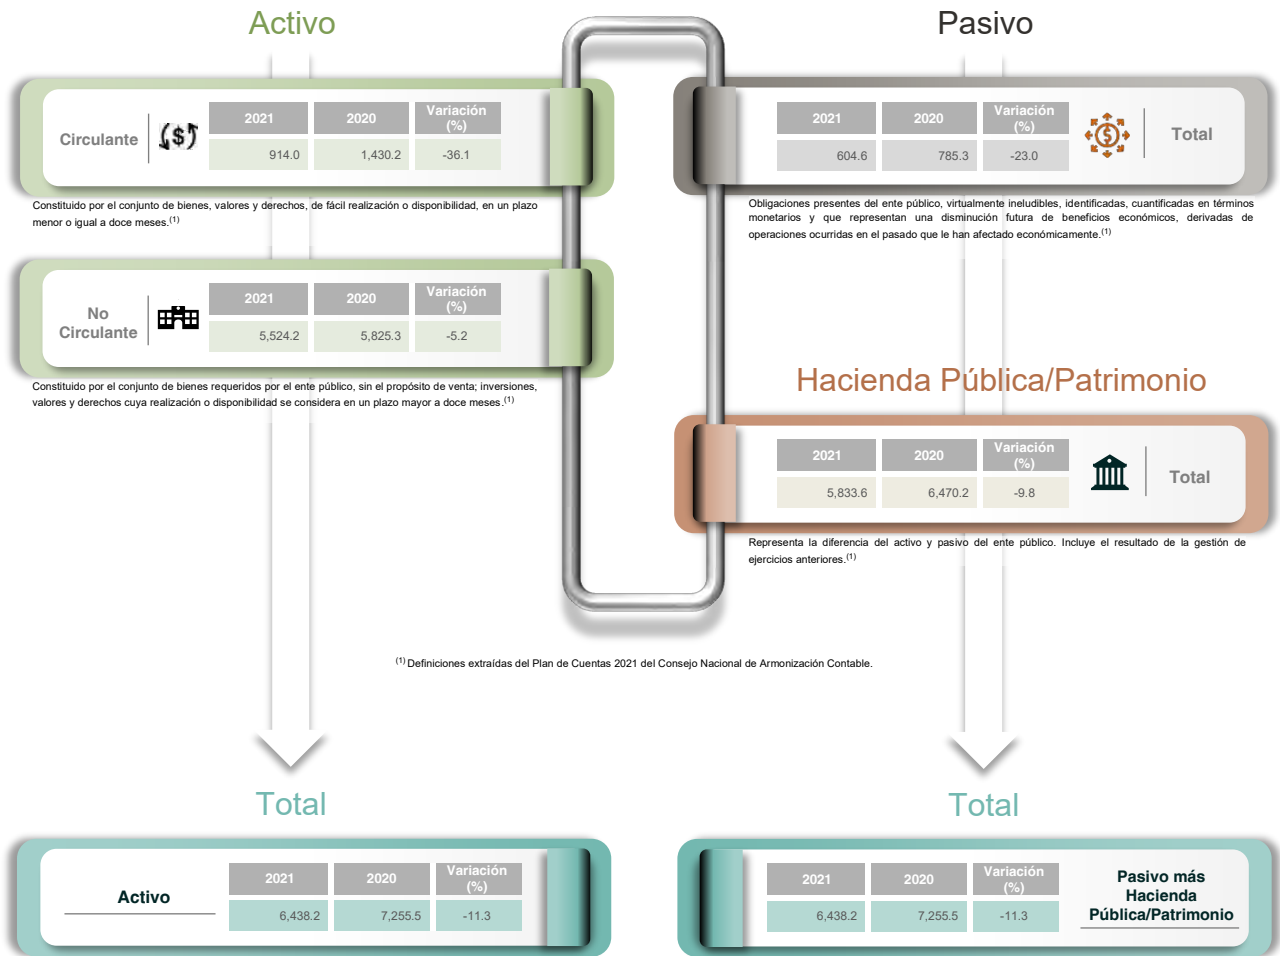 Activo
Circulante
2021 2020 Variación (%)
914.0 1,430.2 -36.1
Constituido por el conjunto de bienes, valores y derechos, de fácil realización o disponibilidad, en un plazo
menor o igual a doce meses.(1)
No
Circulante
2021 2020 Variación (%)
5,524.2 5,825.3 -5.2
Constituido por el conjunto de bienes requeridos por el ente público, sin el propósito de venta; inversiones,
valores y derechos cuya realización o disponibilidad se considera en un plazo mayor a doce meses.(1)
Pasivo
2021 2020 Variación (%)
604.6 785.3 -23.0
Total
Obligaciones presentes del ente público, virtualmente ineludibles, identificadas, cuantificadas en términos
monetarios y que representan una disminución futura de beneficios económicos, derivadas de
operaciones ocurridas en el pasado que le han afectado económicamente.(1)
Hacienda Pública/Patrimonio
2021 2020 Variación (%)
5,833.6 6,470.2 -9.8
Total
Representa la diferencia del activo y pasivo del ente público. Incluye el resultado de la gestión de
ejercicios anteriores.(1)
(1) Definiciones extraídas del Plan de Cuentas 2021 del Consejo Nacional de Armonización Contable.
Total
Activo
2021 2020 Variación (%)
6,438.2 7,255.5 -11.3
Total
2021 2020 Variación (%)
6,438.2 7,255.5 -11.3
Pasivo más
Hacienda
Pública/Patrimonio